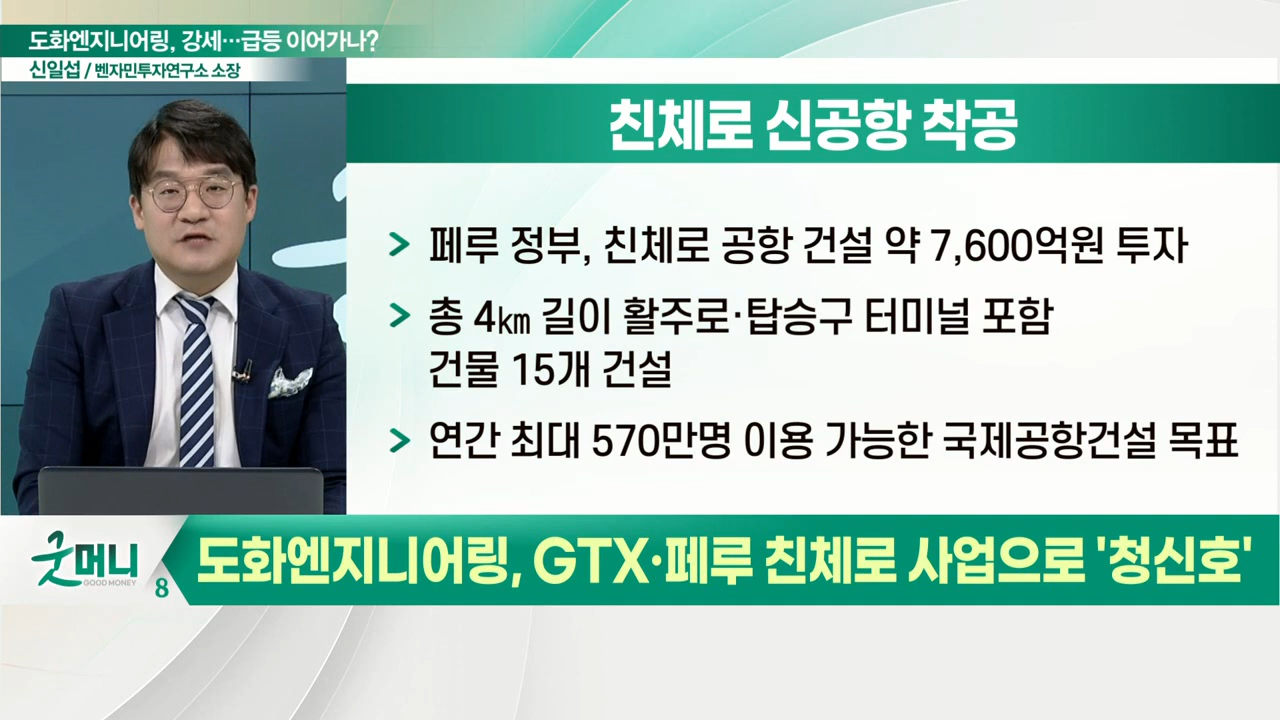 도화엔지니어링, 강세…급등 이어가나?
신일섭 / 벤자민투자연구소 소장
친체로 신공항 착공
> 페루 정부, 친체로 공항 건설 약 7,600억원 투자
> 총 4㎞ 길이 활주로·탑승구 터미널 포함
건물 15개 건설
> 연간 최대 570만명 이용 가능한 국제공항건설 목표
굿머니
GOOD MONEY
8
도화엔지니어링, GTX·페루 친체로 사업으로 '청신호'